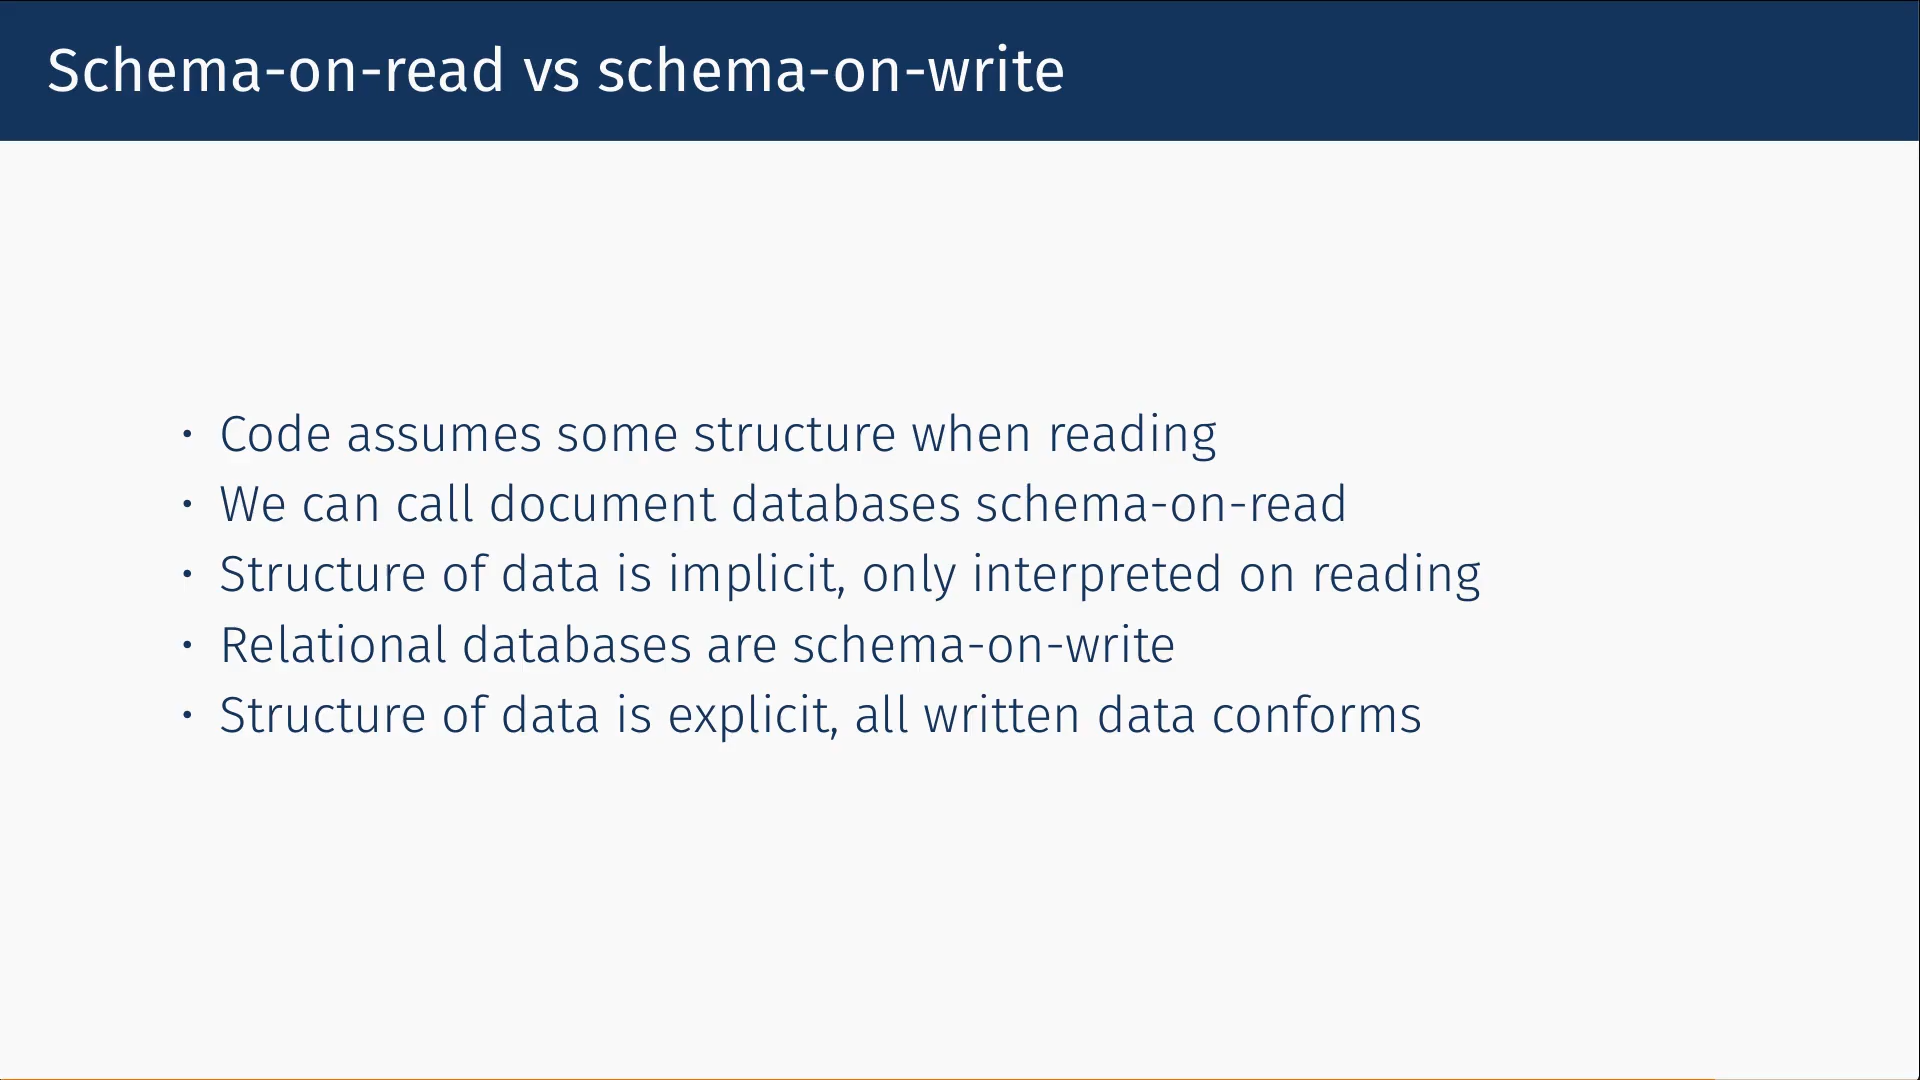 Schema-on-read vs schema-on-write
• Code assumes some structure when reading
• We can call document databases schema-on-read
• Structure of data is implicit, only interpreted on reading
• Relational databases are schema-on-write
• Structure of data is explicit, all written data conforms